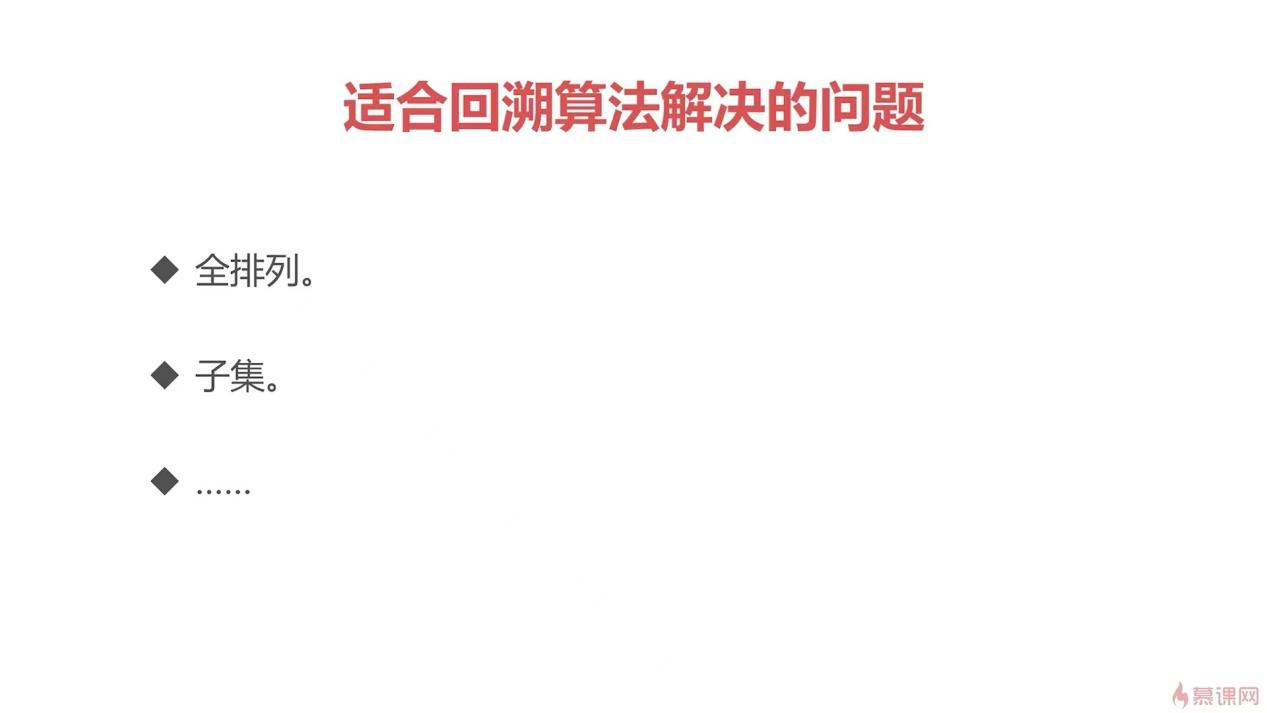 适合回溯算法解决的问题
◆ 全排列。
◆ 子集。
◆ ……
慕课网